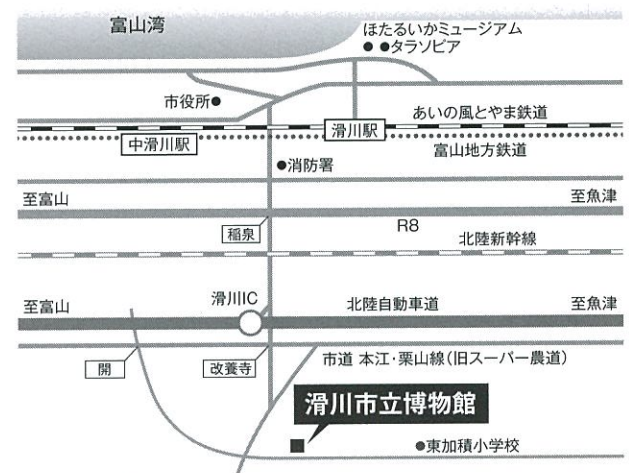 富山湾
ほたるいかミュージアム
タラソピア
市役所
あいの風とやま鉄道
滑川駅
中滑川駅
富山地方鉄道
消防署
至富山
至魚津
稲泉
R8
北陸新幹線
滑川IC
至富山
北陸自動車道
至魚津
開
改養寺
市道 本江・栗山線(旧スーパー農道)
滑川市立博物館
東加積小学校